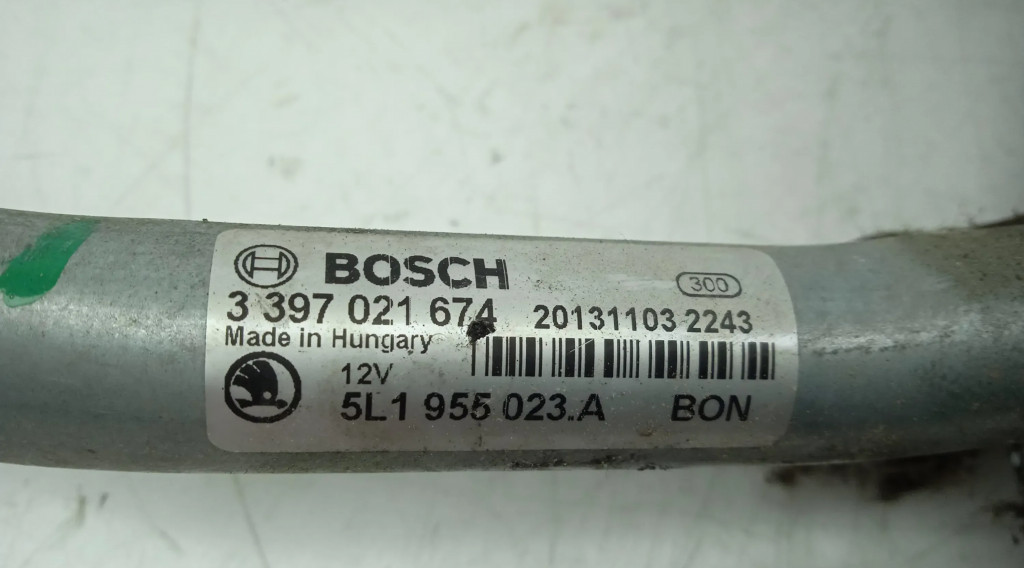 BOSCH
300
3 397 021 674 20131103 2243
Made in Hungary
12V
5L1 955 023.A BON